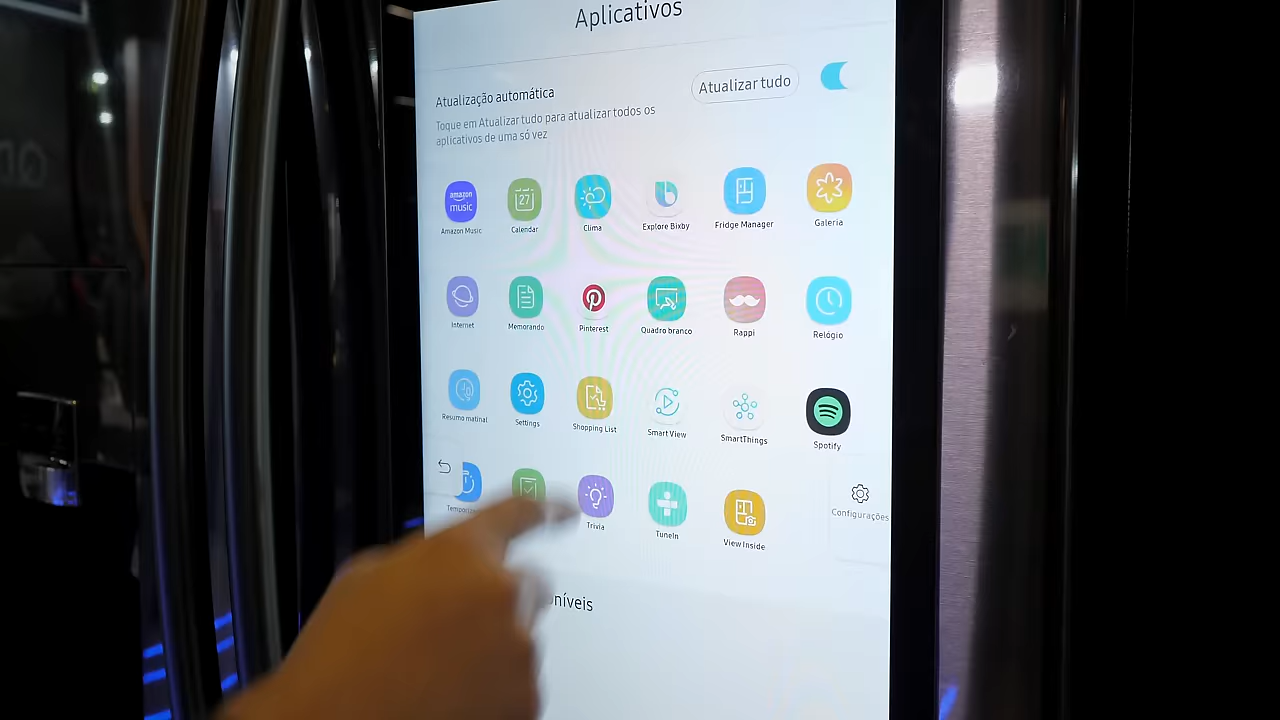 Aplicativos
Atualização automática
Atualizar tudo
Toque em Atualizar tudo para atualizar todos os
aplicativos de uma só vez
amazon
music
27
Amazon Music
Calendar
Clima
Explore Bixby
Fridge Manager
Galeria
Internet
Memorando
Pinterest
Quadro branco
Rappi
Relógio
Resumo matinal
Settings
Shopping List
Smart View
SmartThings
Spotify
Trivia
TuneIn
View Inside
Configurações